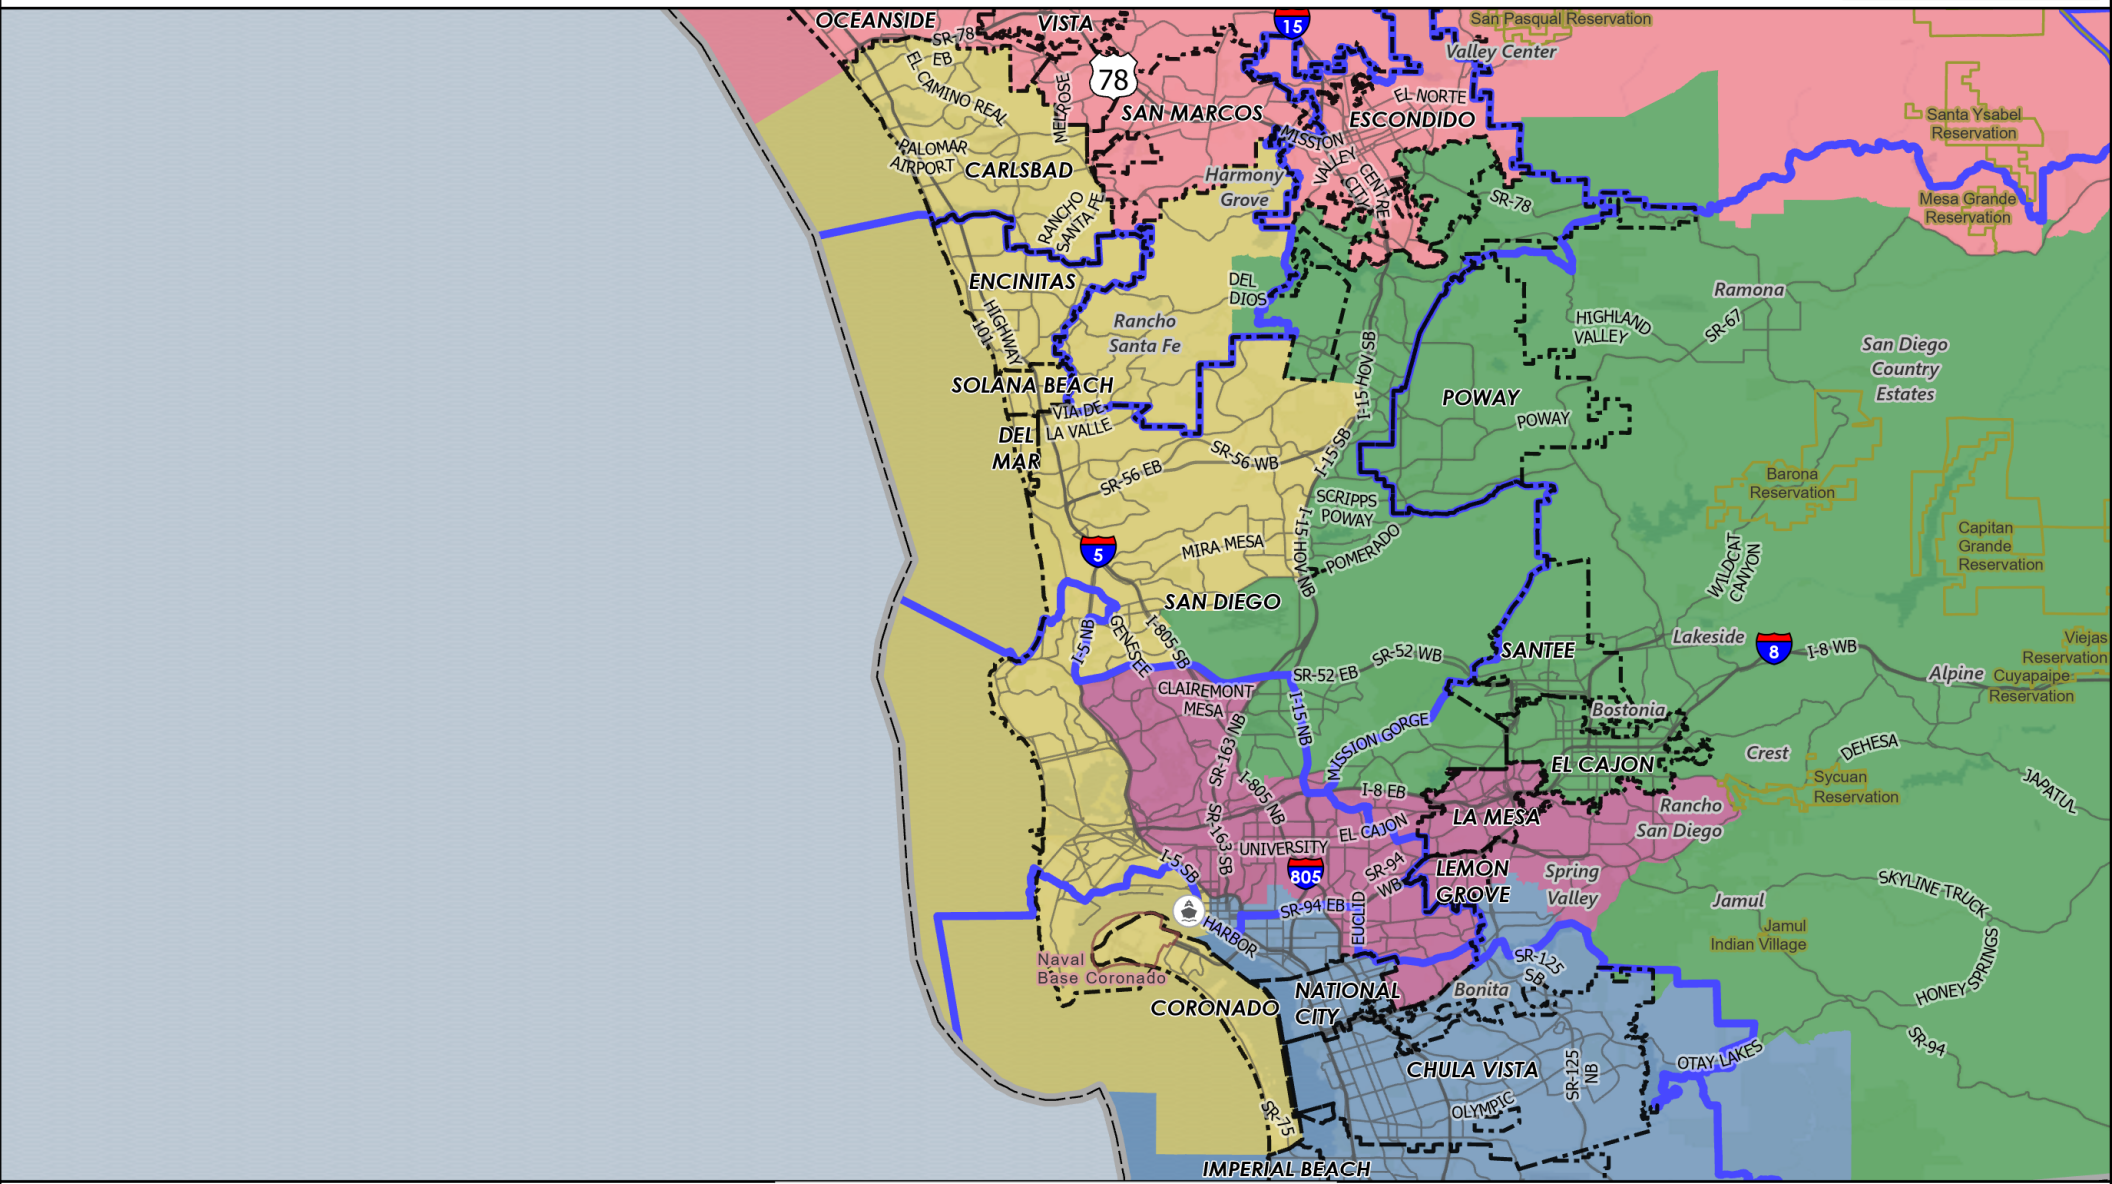 OCEANSIDE
VISTA
15
San Pasqual Reservation
SR-78
EB
Valley Center
EL CAMINO REAL
78
MELROSE
SAN MARCOS
EL NORTE
ESCONDIDO
Santa Ysabel
Reservation
PALOMAR
AIRPORT
CARLSBAD
MISSION
VALLEY
CITY
CENTRE
Harmony
Grove
SR-78
Mesa Grande
Reservation
RANCHO
SANTA FE
ENCINITAS
DEL
DIOS
Ramona
HIGHWAY
101
Rancho
Santa Fe
HIGHLAND
VALLEY
SR-67
San Diego
Country
Estates
I-15 HOV SB
SOLANA BEACH
POWAY
POWAY
VIA DE
LA VALLE
DEL
MAR
SR-56 EB
SR-56 WB
I-15 SB
Barona
Reservation
SCRIPPS
POWAY
I-15 HOV NB
POMERADO
Capitan
Grande
Reservation
5
MIRA MESA
WILDCAT
CANYON
SAN DIEGO
I-5 NB
GENESEE
I-805 SB
SR-52 EB
SR-52 WB
SANTEE
Lakeside
8
I-8 WB
Viejas
Reservation
Alpine
Cuyapaipe
Reservation
CLAIREMONT
MESA
I-15 NB
SR-163 NB
MISSION GORGE
Bostonia
Crest
DEHESA
EL CAJON
I-805 NB
I-8 EB
Sycuan
Reservation
JAPATUL
Rancho
San Diego
LA MESA
SR-163 SB
EL CAJON
UNIVERSITY
I-5 SB
805
SR-94
WB
LEMON
GROVE
Spring
Valley
SKYLINE TRUCK
Jamul
SR-94 EB
EUCLID
HARBOR
Jamul
Indian Village
Naval
Base Coronado
SR-125
SB
HONEY SPRINGS
Bonita
CORONADO
NATIONAL
CITY
SR-94
OTAY LAKES
CHULA VISTA
SR-125
NB
OLYMPIC
SR-75
IMPERIAL BEACH